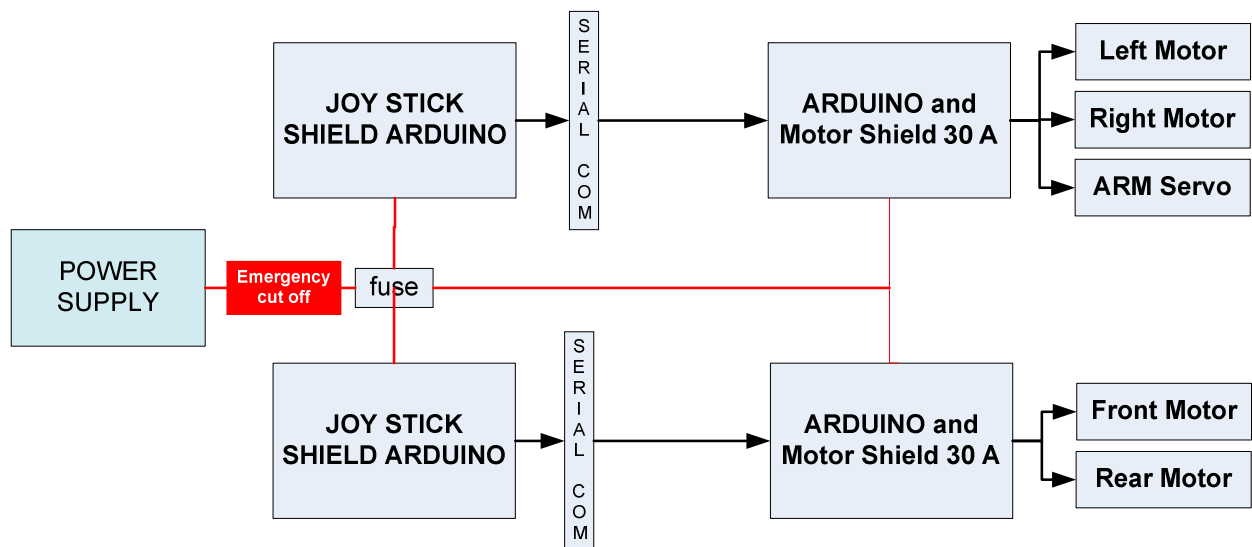 JOY STICK
SHIELD ARDUINO
SERIAL COM
ARDUINO and
Motor Shield 30 A
Left Motor
Right Motor
ARM Servo
POWER
SUPPLY
Emergency
cut off
fuse
JOY STICK
SHIELD ARDUINO
SERIAL COM
ARDUINO and
Motor Shield 30 A
Front Motor
Rear Motor